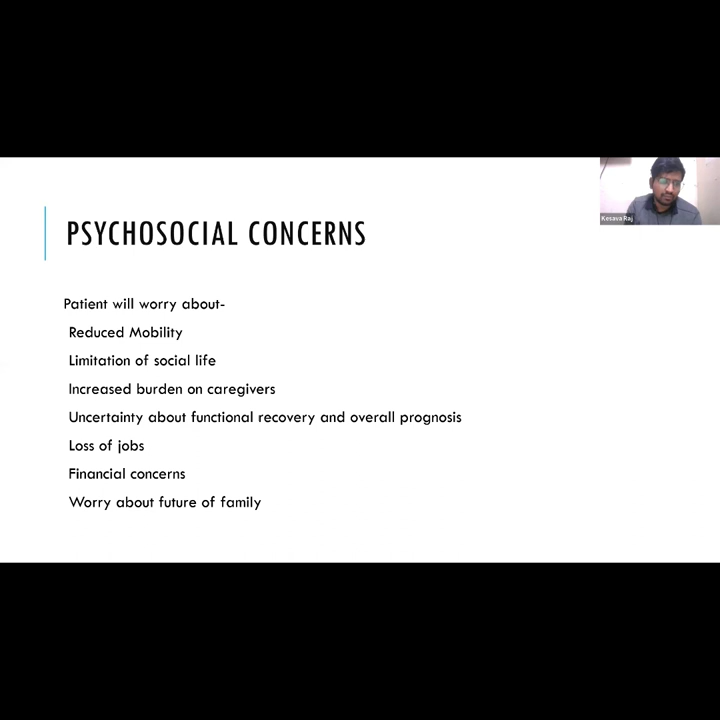 PSYCHOSOCIAL CONCERNS
Kesava Raj
Patient will worry about-
Reduced Mobility
Limitation of social life
Increased burden on caregivers
Uncertainty about functional recovery and overall prognosis
Loss of jobs
Financial concerns
Worry about future of family